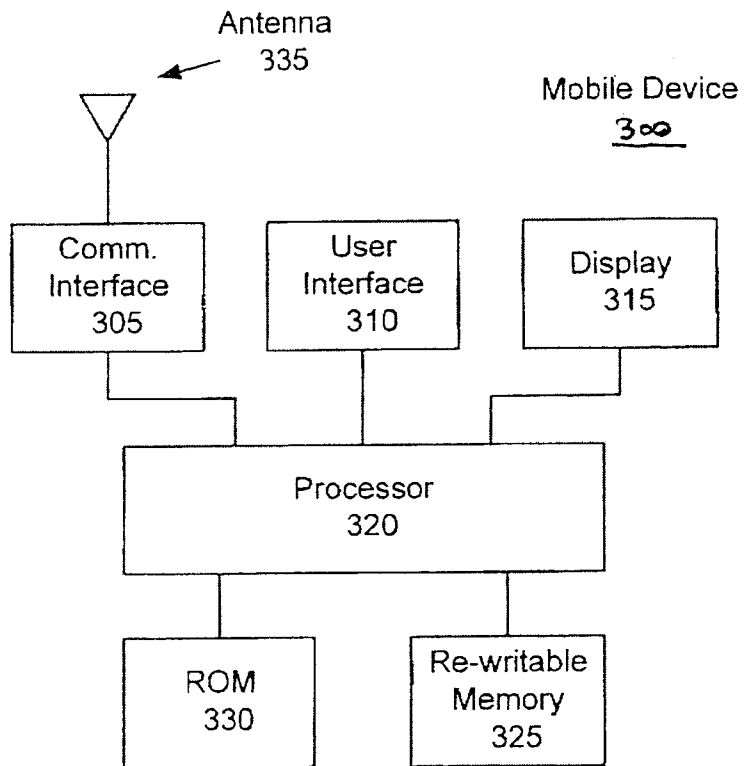 Antenna
335
Mobile Device
300
Comm.
Interface
305
User
Interface
310
Display
315
Processor
320
ROM
330
Re-writable
Memory
325